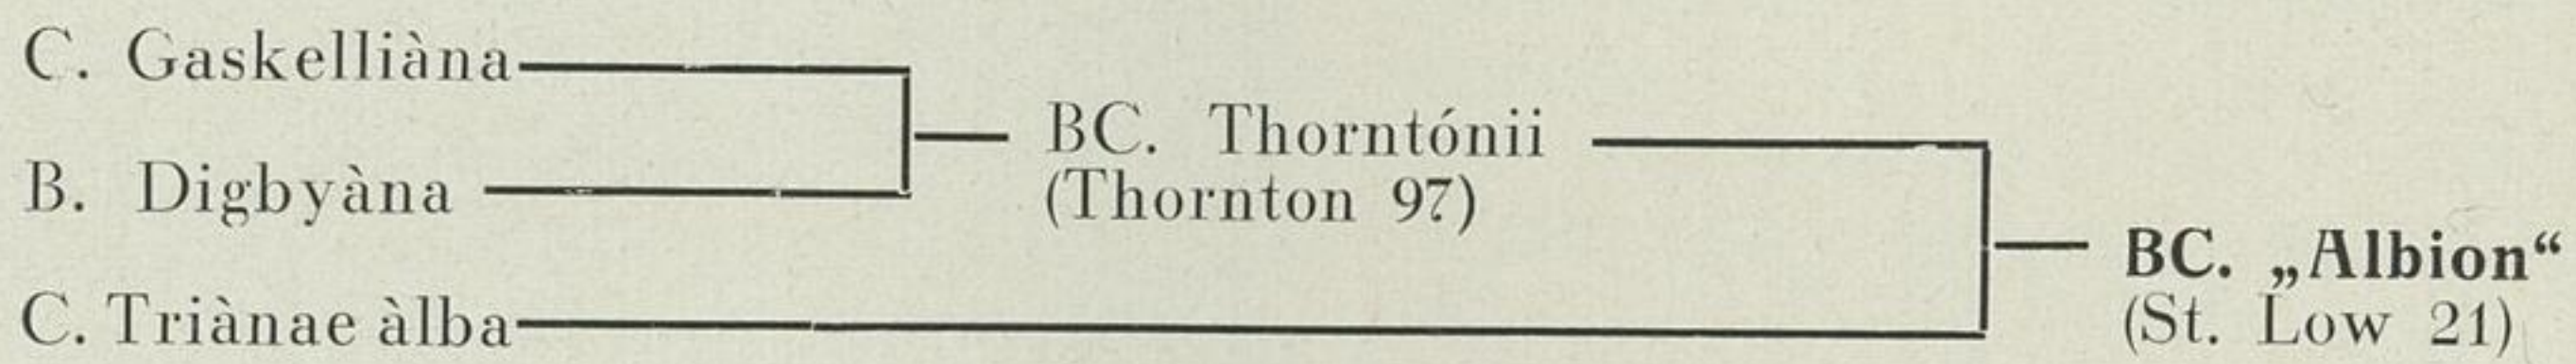 C. Gaskelliàna
B. Digbyàna
C. Triànae àlba
BC. Thorntónii
(Thornton 97)
BC. „Albion“
(St. Low 21)